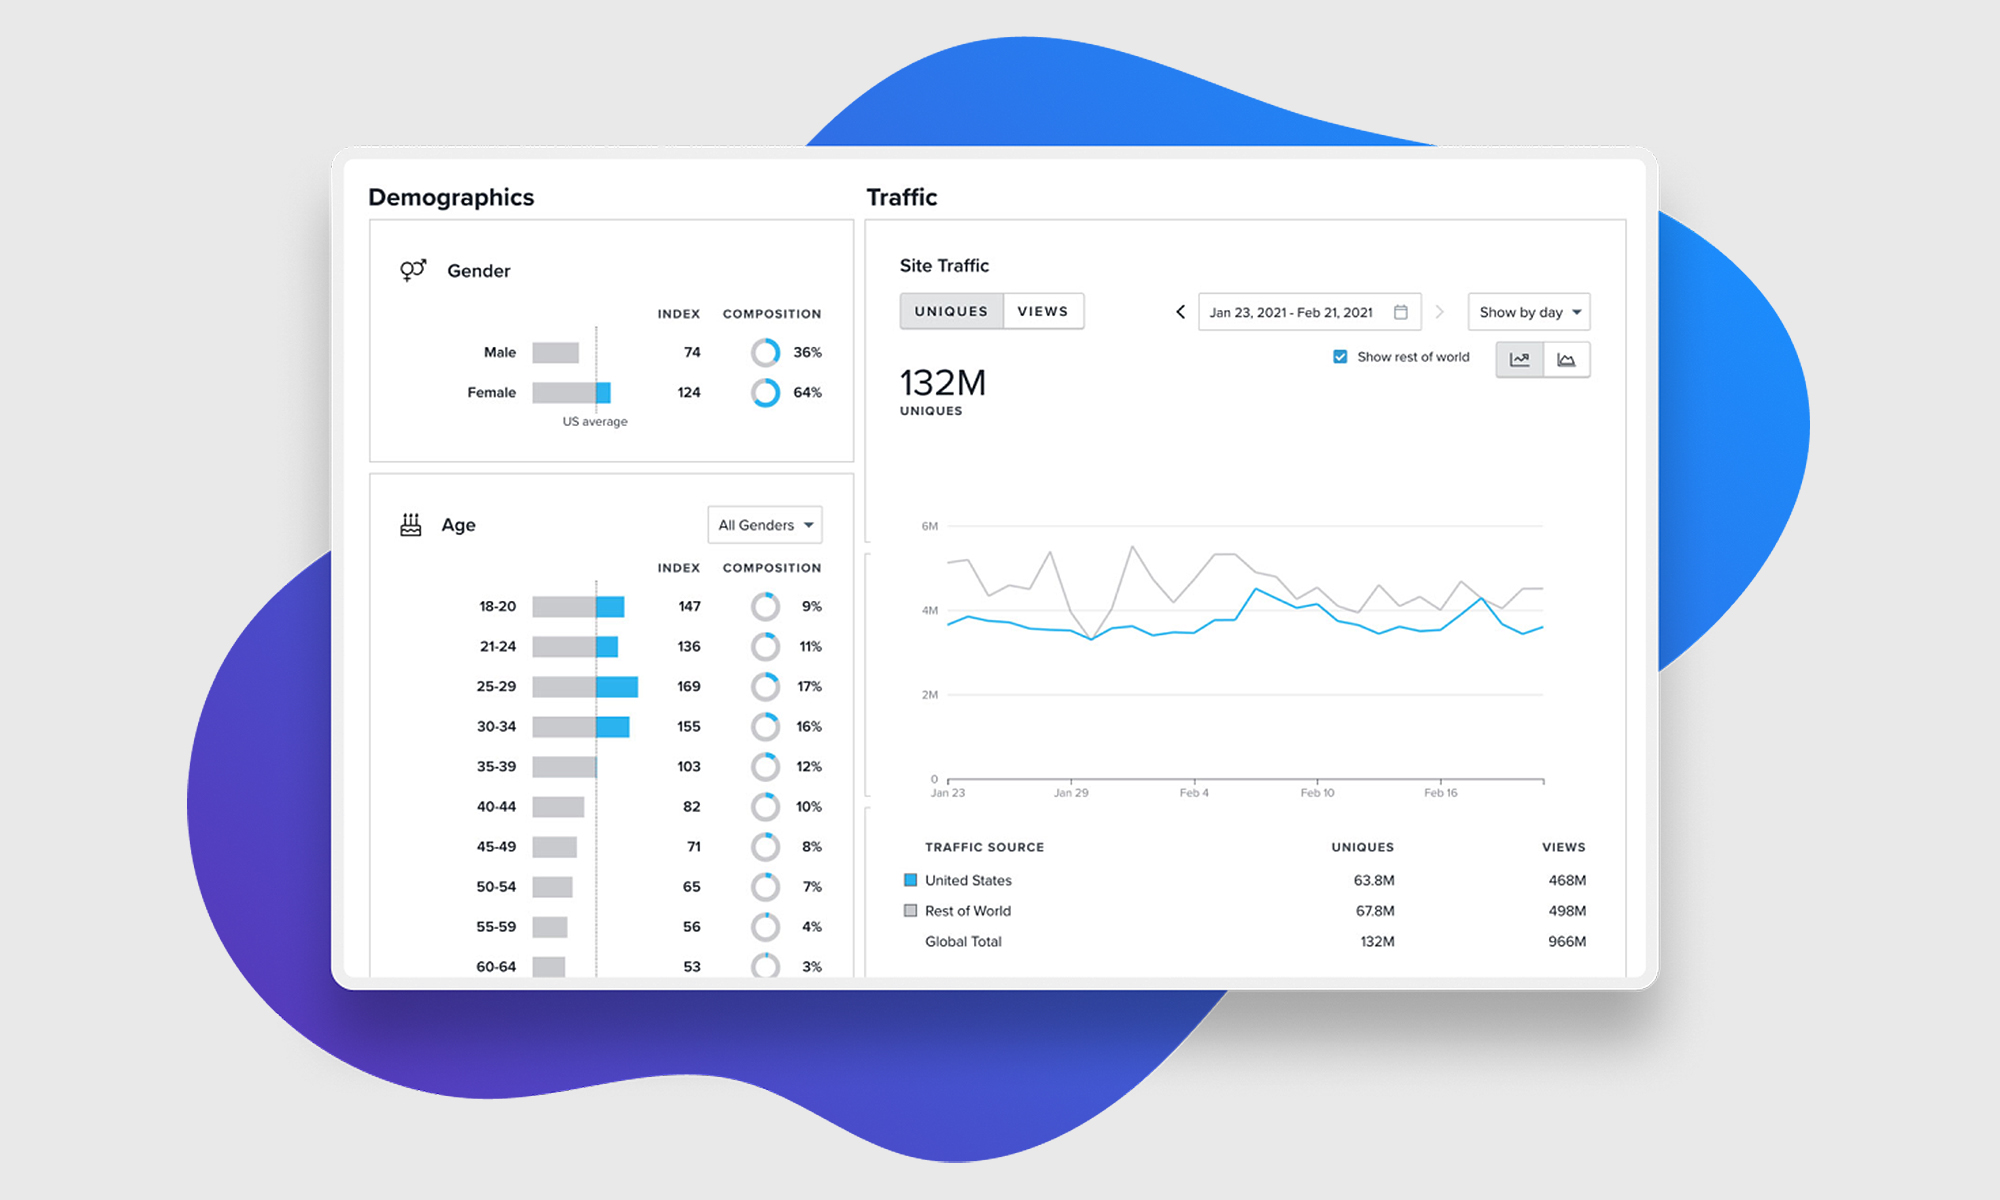 Demographics
Gender
INDEX COMPOSITION
Male 74 36%
Female 124 64%
US average
Age All Genders
INDEX COMPOSITION
18-20 147 9%
21-24 136 11%
25-29 169 17%
30-34 155 16%
35-39 103 12%
40-44 82 10%
45-49 71 8%
50-54 65 7%
55-59 56 4%
60-64 53 3%
Traffic
Site Traffic
UNIQUES VIEWS Jan 23, 2021 - Feb 21, 2021 Show by day
Show rest of world
132M
UNIQUES
6M
4M
2M
0
Jan 23 Jan 29 Feb 4 Feb 10 Feb 16
TRAFFIC SOURCE UNIQUES VIEWS
United States 63.8M 468M
Rest of World 67.8M 498M
Global Total 132M 966M